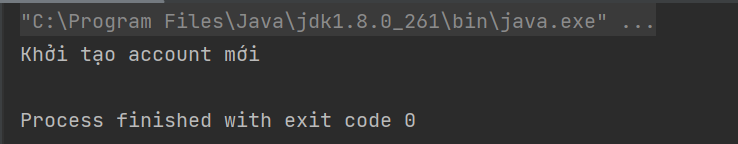 "C:\Program Files\Java\jdk1.8.0_261\bin\java.exe" ...
Khởi tạo account mới
Process finished with exit code 0